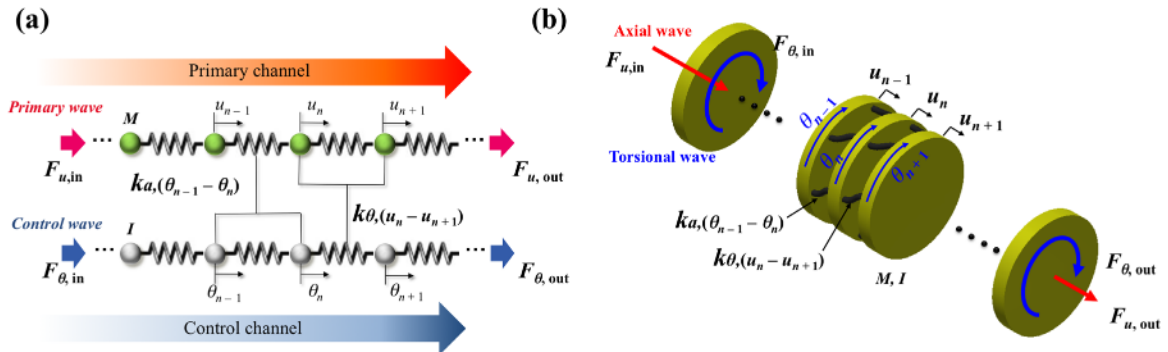 (a)
Primary channel
Primary wave
M
u_{n-1}
u_n
u_{n+1}
...
...
F_{u,in}
F_{u, out}
k_{a,}(θ_{n-1} − θ_n)
k_{θ,}(u_n − u_{n+1})
Control wave
I
...
...
F_{θ, in}
F_{θ, out}
θ_{n-1}
θ_n
θ_{n+1}
Control channel
(b)
Axial wave
F_{θ, in}
F_{u,in}
u_{n-1}
u_n
u_{n+1}
θ_{n-1}
θ_n
θ_{n+1}
Torsional wave
k_{a,}(θ_{n-1} − θ_n)
k_{θ,}(u_n − u_{n+1})
M, I
F_{θ, out}
F_{u, out}